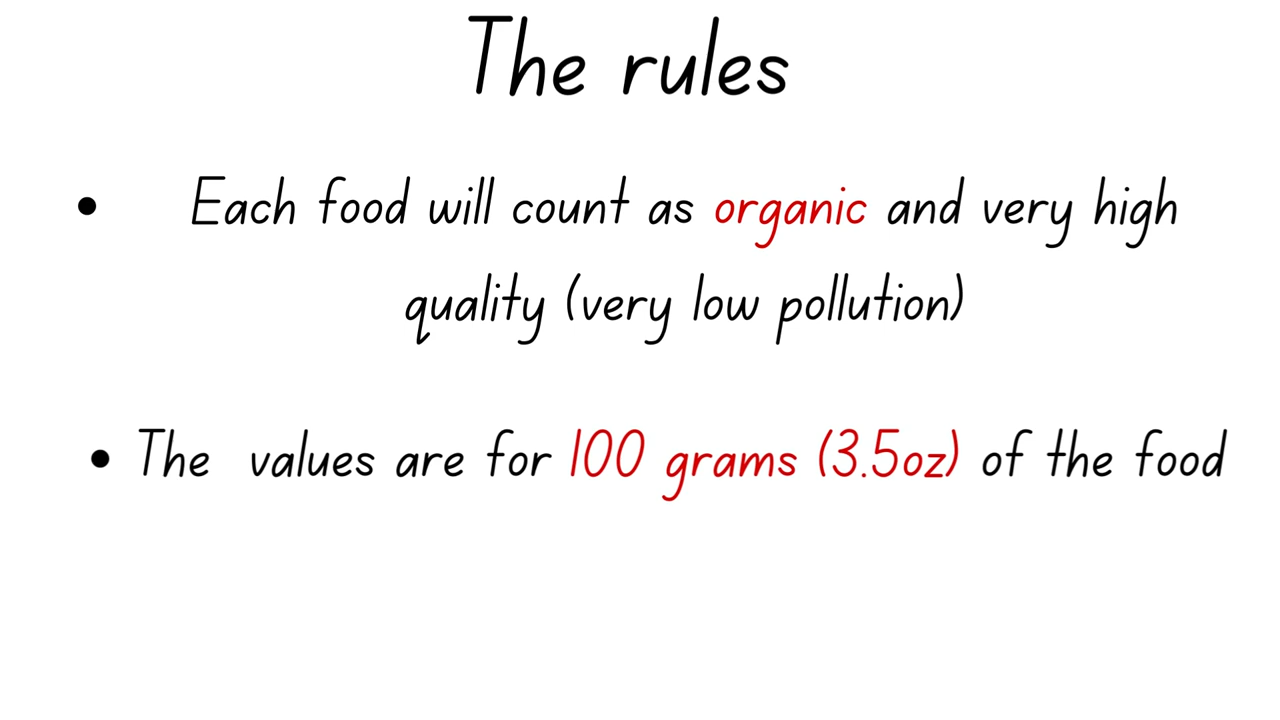 The rules
• Each food will count as organic and very high
quality (very low pollution)
• The values are for 100 grams (3.5oz) of the food